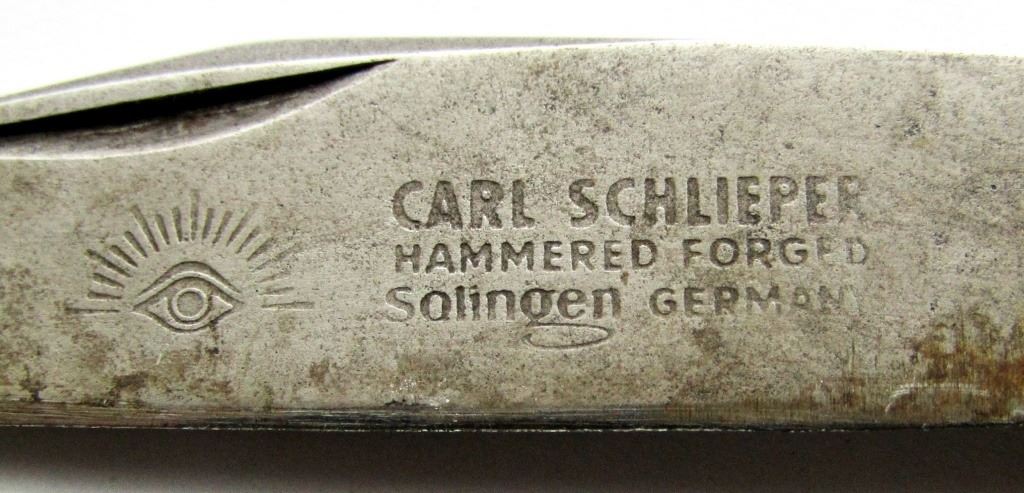 CARL SCHLIEPER
HAMMERED FORGED
Solingen GERMANY